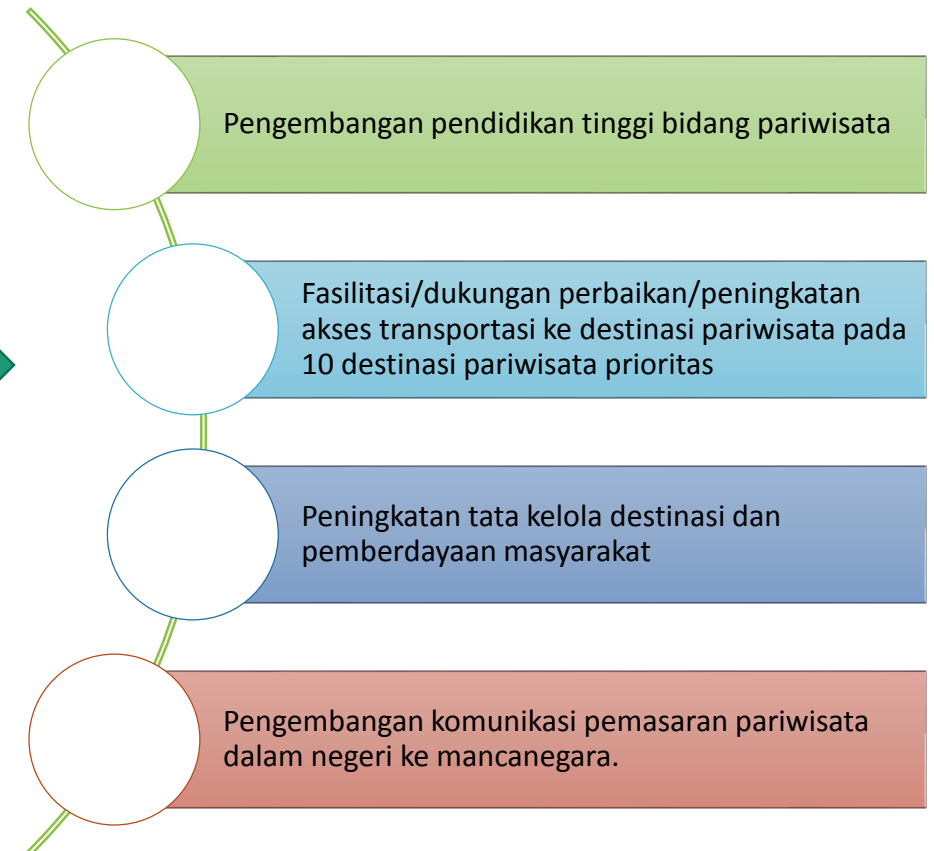 Pengembangan pendidikan tinggi bidang pariwisata
Fasilitasi/dukungan perbaikan/peningkatan
akses transportasi ke destinasi pariwisata pada
10 destinasi pariwisata prioritas
Peningkatan tata kelola destinasi dan
pemberdayaan masyarakat
Pengembangan komunikasi pemasaran pariwisata
dalam negeri ke mancanegara.